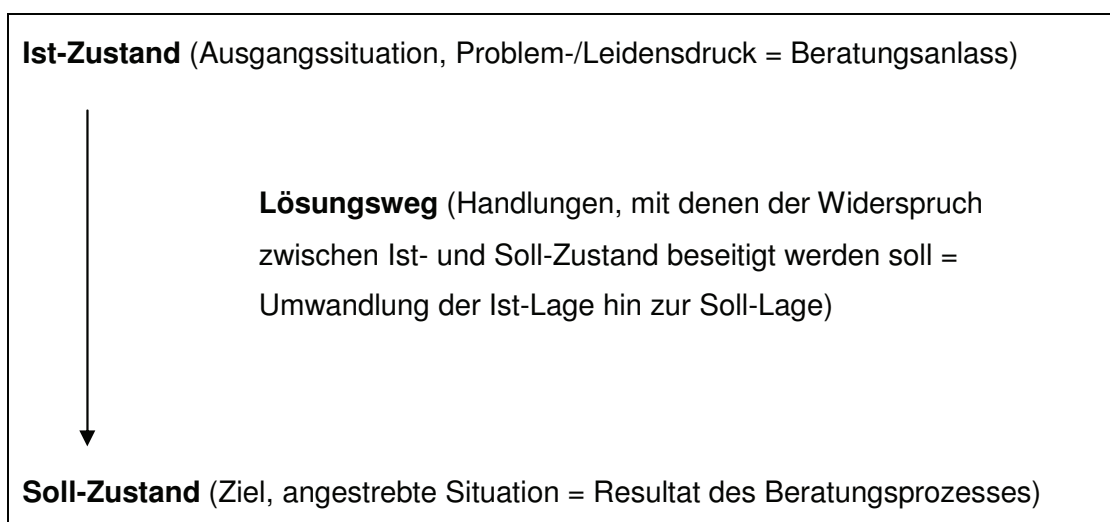 Ist-Zustand (Ausgangssituation, Problem-/Leidensdruck = Beratungsanlass)
Lösungsweg (Handlungen, mit denen der Widerspruch
zwischen Ist- und Soll-Zustand beseitigt werden soll =
Umwandlung der Ist-Lage hin zur Soll-Lage)
Soll-Zustand (Ziel, angestrebte Situation = Resultat des Beratungsprozesses)